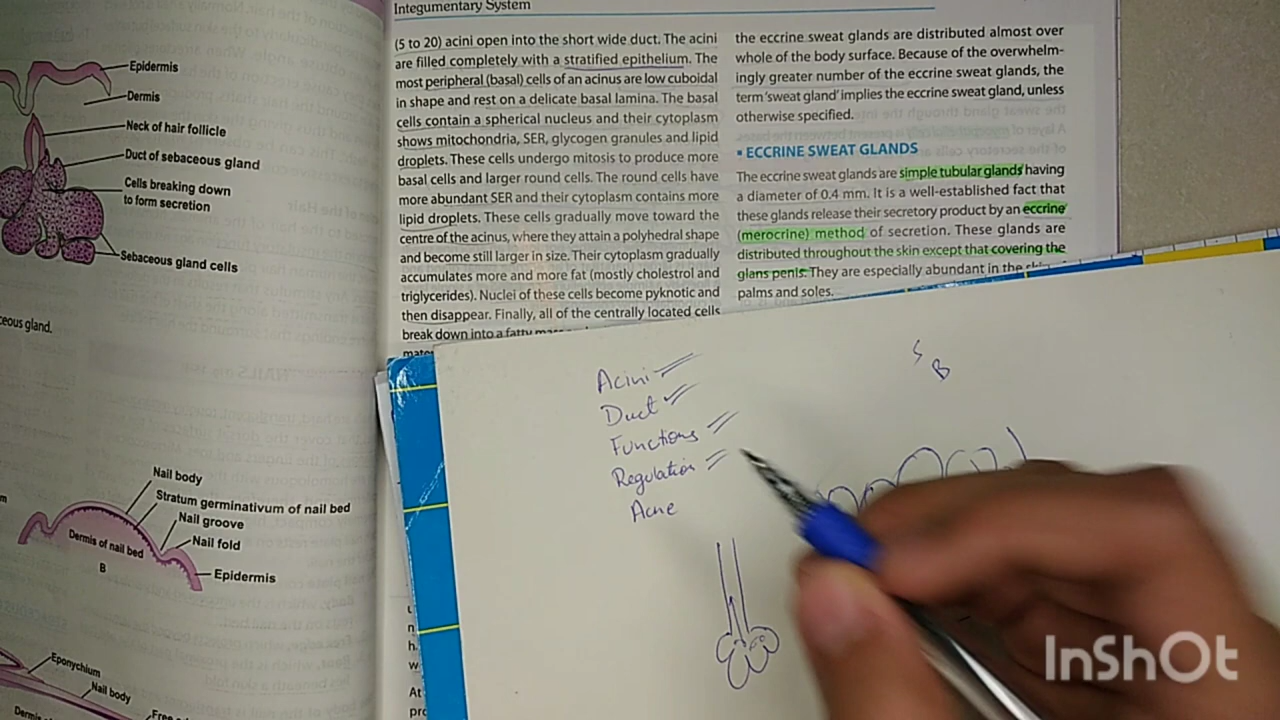 Integumentary System
Epidermis
Dermis
Neck of hair follicle
Duct of sebaceous gland
Cells breaking down
to form secretion
Sebaceous gland cells
gland.
Nail body
Stratum germinativum of nail bed
Nail groove
Nail fold
Dermis of nail bed
Epidermis
B
Eponychium
Nail body
(5 to 20) acini open into the short wide duct. The acini
are filled completely with a stratified epithelium. The
most peripheral (basal) cells of an acinus are low cuboidal
in shape and rest on a delicate basal lamina. The basal
cells contain a spherical nucleus and their cytoplasm
shows mitochondria, SER, glycogen granules and lipid
droplets. These cells undergo mitosis to produce more
basal cells and larger round cells. The round cells have
more abundant SER and their cytoplasm contains more
lipid droplets. These cells gradually move toward the
centre of the acinus, where they attain a polyhedral shape
and become still larger in size. Their cytoplasm gradually
accumulates more and more fat (mostly cholestrol and
triglycerides). Nuclei of these cells become pyknotic and
then disappear. Finally, all of the centrally located cells
break down into a fatty
the eccrine sweat glands are distributed almost over
whole of the body surface. Because of the overwhelm-
ingly greater number of the eccrine sweat glands, the
term 'sweat gland' implies the eccrine sweat gland, unless
otherwise specified.
▪ ECCRINE SWEAT GLANDS
The eccrine sweat glands are simple tubular glands having
a diameter of 0.4 mm. It is a well-established fact that
these glands release their secretory product by an eccrine
(merocrine) method of secretion. These glands are
distributed throughout the skin except that covering the
glans penis. They are especially abundant in the
palms and soles.
Acini
Duct
Functions
Regulation
Acne
S
B
At
InShOt